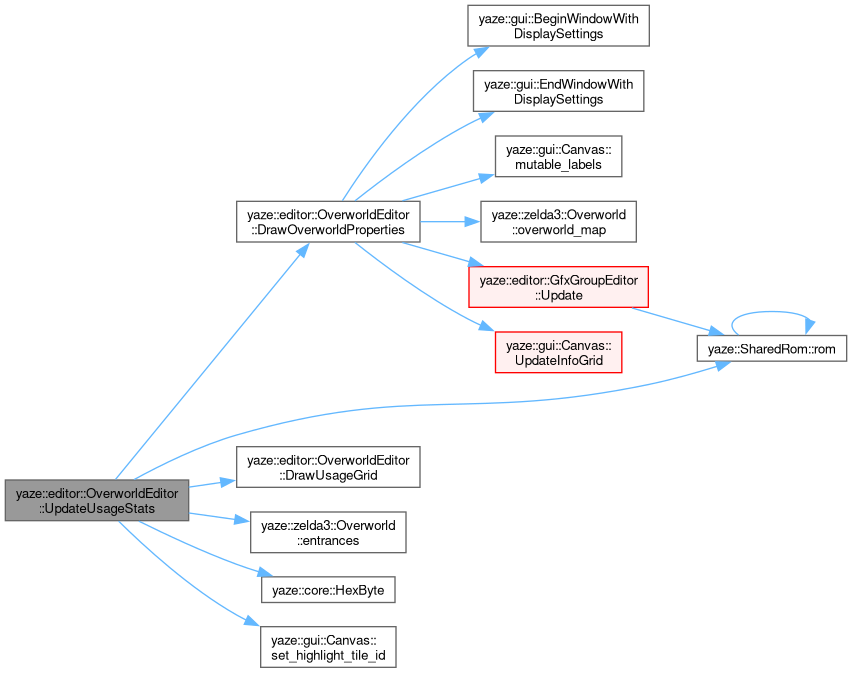 yaze::gui::BeginWindowWith
DisplaySettings
yaze::gui::EndWindowWith
DisplaySettings
yaze::gui::Canvas::
mutable_labels
yaze::editor::OverworldEditor
::DrawOverworldProperties
yaze::zelda3::Overworld
::overworld_map
yaze::editor::GfxGroupEditor
::Update
yaze::gui::Canvas::
UpdateInfoGrid
yaze::SharedRom::rom
yaze::editor::OverworldEditor
::DrawUsageGrid
yaze::editor::OverworldEditor
::UpdateUsageStats
yaze::zelda3::Overworld
::entrances
yaze::core::HexByte
yaze::gui::Canvas::
set_highlight_tile_id